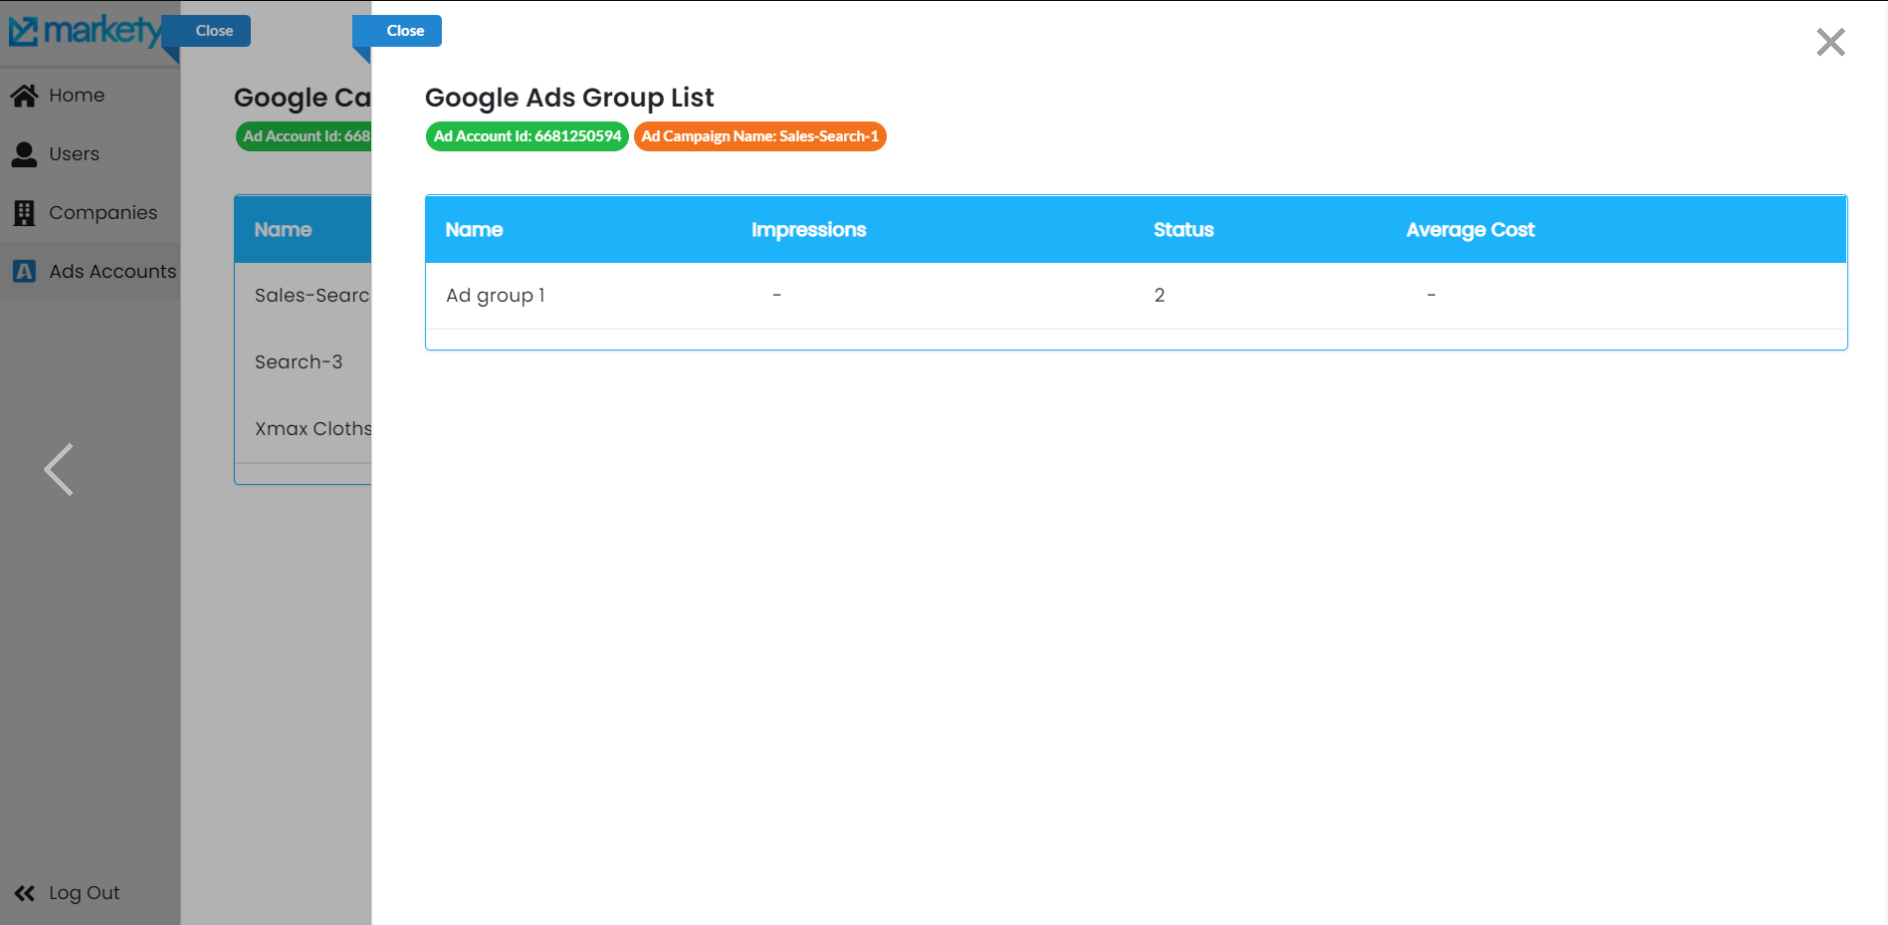 markety
Close
Close
Home
Users
Companies
Ads Accounts
Log Out
Google Ca
Ad Account Id: 668
Name
Sales-Searc
Search-3
Xmax Cloths
Google Ads Group List
Ad Account Id: 6681250594 Ad Campaign Name: Sales-Search-1
Name Impressions Status Average Cost
Ad group 1 - 2 -